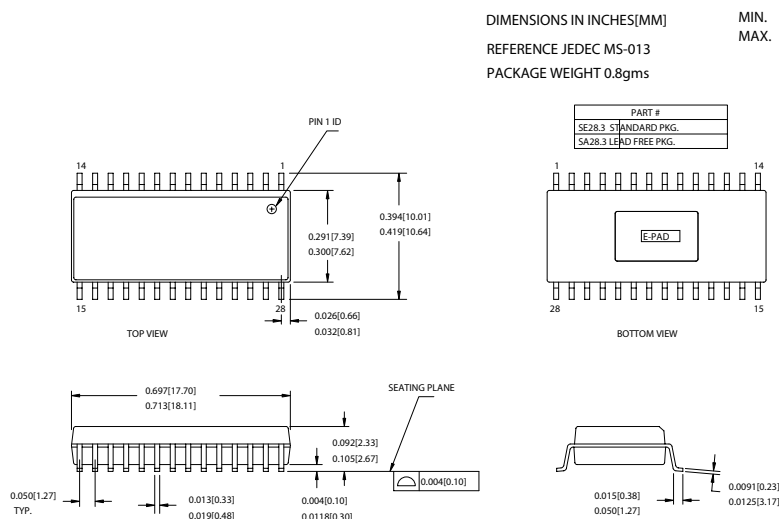 DIMENSIONS IN INCHES[MM] MIN.
MAX.
REFERENCE JEDEC MS-013
PACKAGE WEIGHT 0.8gms
PART #
SE28.3 STANDARD PKG.
SA28.3 LEAD FREE PKG.
PIN 1 ID
14 1
0.394[10.01]
0.419[10.64]
0.291[7.39]
0.300[7.62]
15 28
0.026[0.66]
0.032[0.81]
TOP VIEW
1 14
E-PAD
28 15
BOTTOM VIEW
0.697[17.70]
0.713[18.11]
SEATING PLANE
0.092[2.33]
0.105[2.67]
0.004[0.10]
0.050[1.27]
TYP.
0.013[0.33]
0.019[0.48]
0.004[0.10]
0.0118[0.30]
0.015[0.38]
0.050[1.27]
0.0091[0.23]
0.0125[3.17]